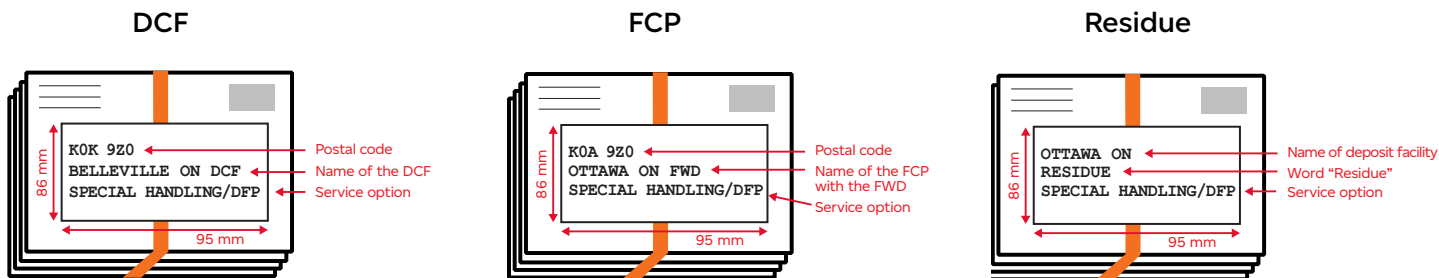 DCF
K0K 9Z0
BELLEVILLE ON DCF
SPECIAL HANDLING/DFP
86 mm
95 mm
Postal code
Name of the DCF
Service option
FCP
K0A 9Z0
OTTAWA ON FWD
SPECIAL HANDLING/DFP
86 mm
95 mm
Postal code
Name of the FCP
with the FWD
Service option
Residue
OTTAWA ON
RESIDUE
SPECIAL HANDLING/DFP
86 mm
95 mm
Name of deposit facility
Word “Residue”
Service option